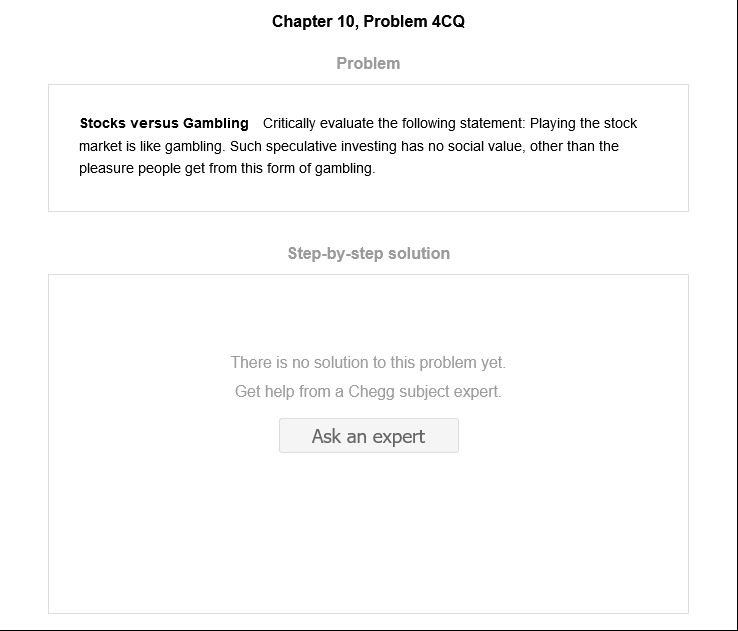 Chapter 10, Problem 4CQ
Problem
Stocks versus Gambling Critically evaluate the following statement: Playing the stock
market is like gambling. Such speculative investing has no social value, other than the
pleasure people get from this form of gambling.
Step-by-step solution
There is no solution to this problem yet.
Get help from a Chegg subject expert.
Ask an expert